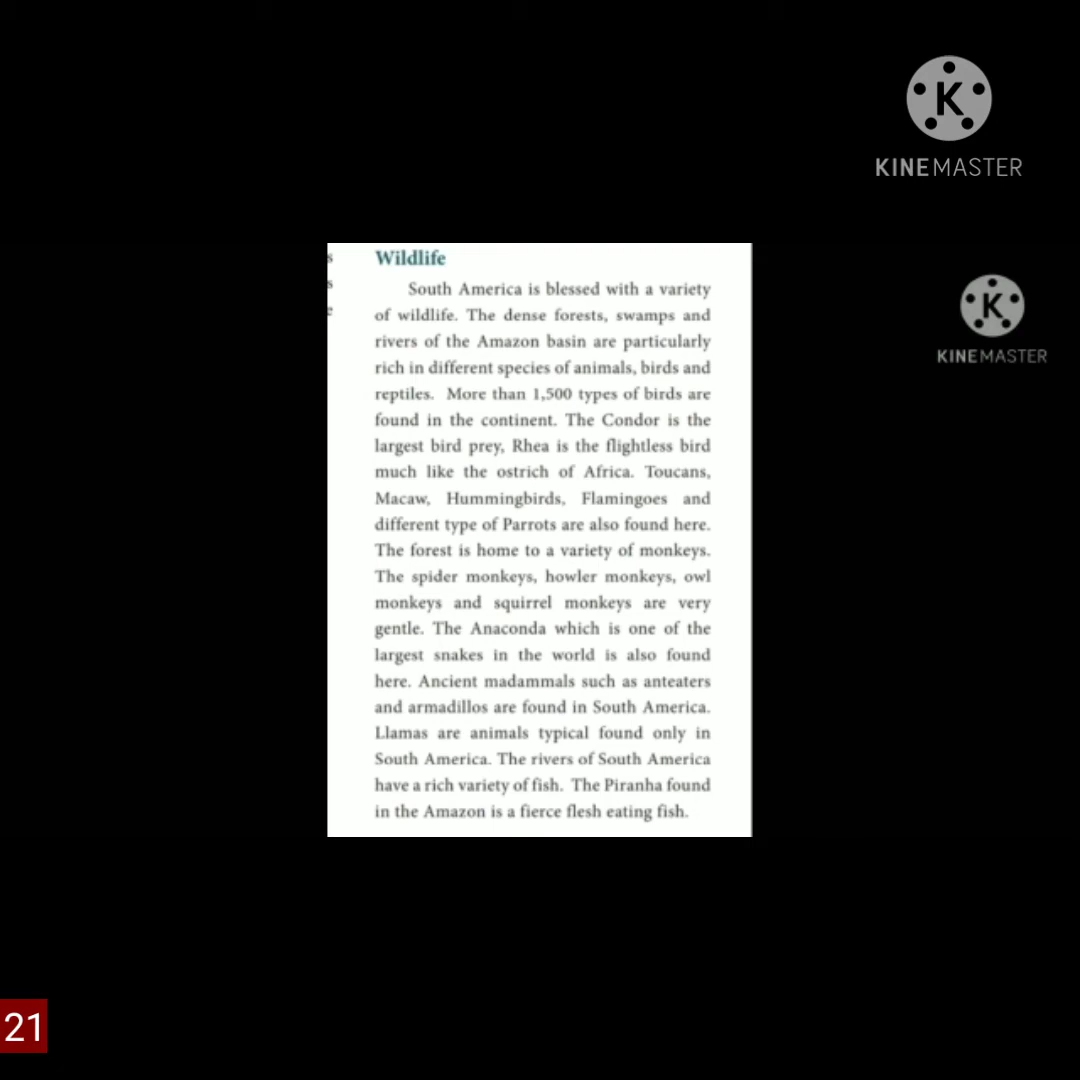 KINEMASTER
Wildlife
South America is blessed with a variety
of wildlife. The dense forests, swamps and
rivers of the Amazon basin are particularly
rich in different species of animals, birds and
reptiles. More than 1,500 types of birds are
found in the continent. The Condor is the
largest bird prey, Rhea is the flightless bird
much like the ostrich of Africa. Toucans,
Macaw, Hummingbirds, Flamingoes and
different type of Parrots are also found here.
The forest is home to a variety of monkeys.
The spider monkeys, howler monkeys, owl
monkeys and squirrel monkeys are very
gentle. The Anaconda which is one of the
largest snakes in the world is also found
here. Ancient madammals such as anteaters
and armadillos are found in South America.
Llamas are animals typical found only in
South America. The rivers of South America
have a rich variety of fish. The Piranha found
in the Amazon is a fierce flesh eating fish.
s
s
e
K
KINEMASTER
K
21